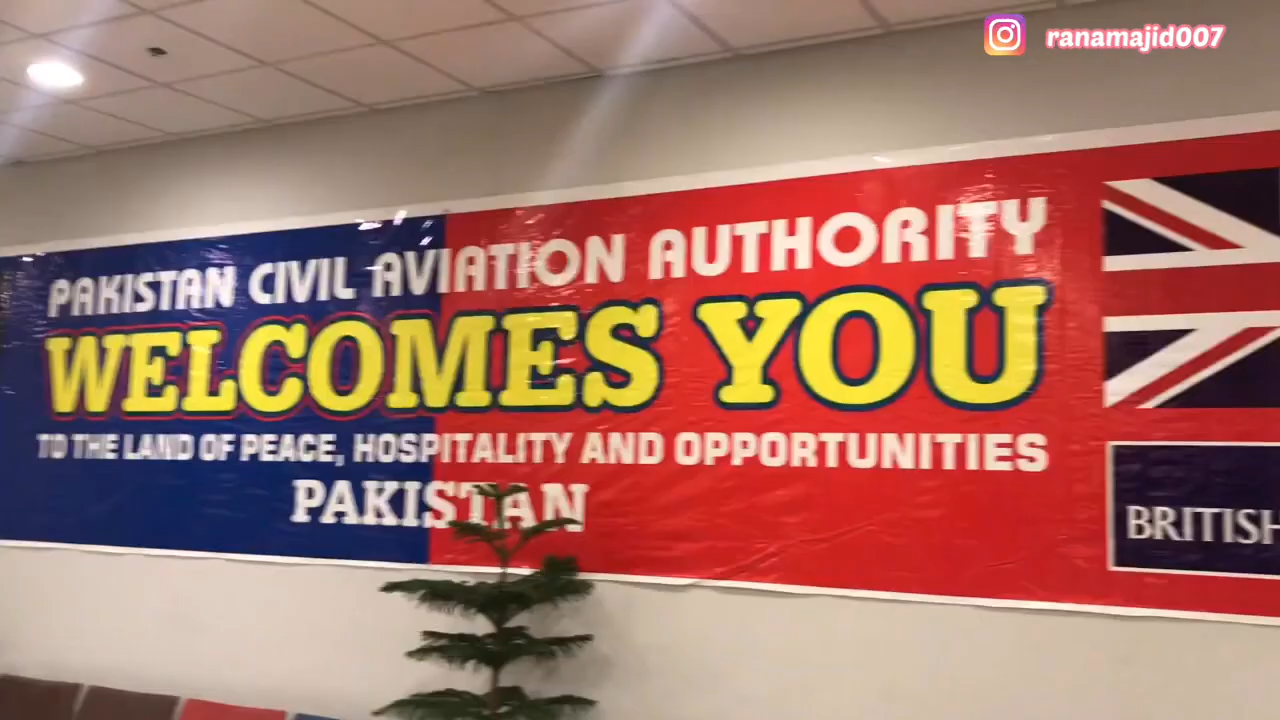 ranamajid007
PAKISTAN CIVIL AVIATION AUTHORITY
WELCOMES YOU
TO THE LAND OF PEACE, HOSPITALITY AND OPPORTUNITIES
PAKISTAN
BRITISH